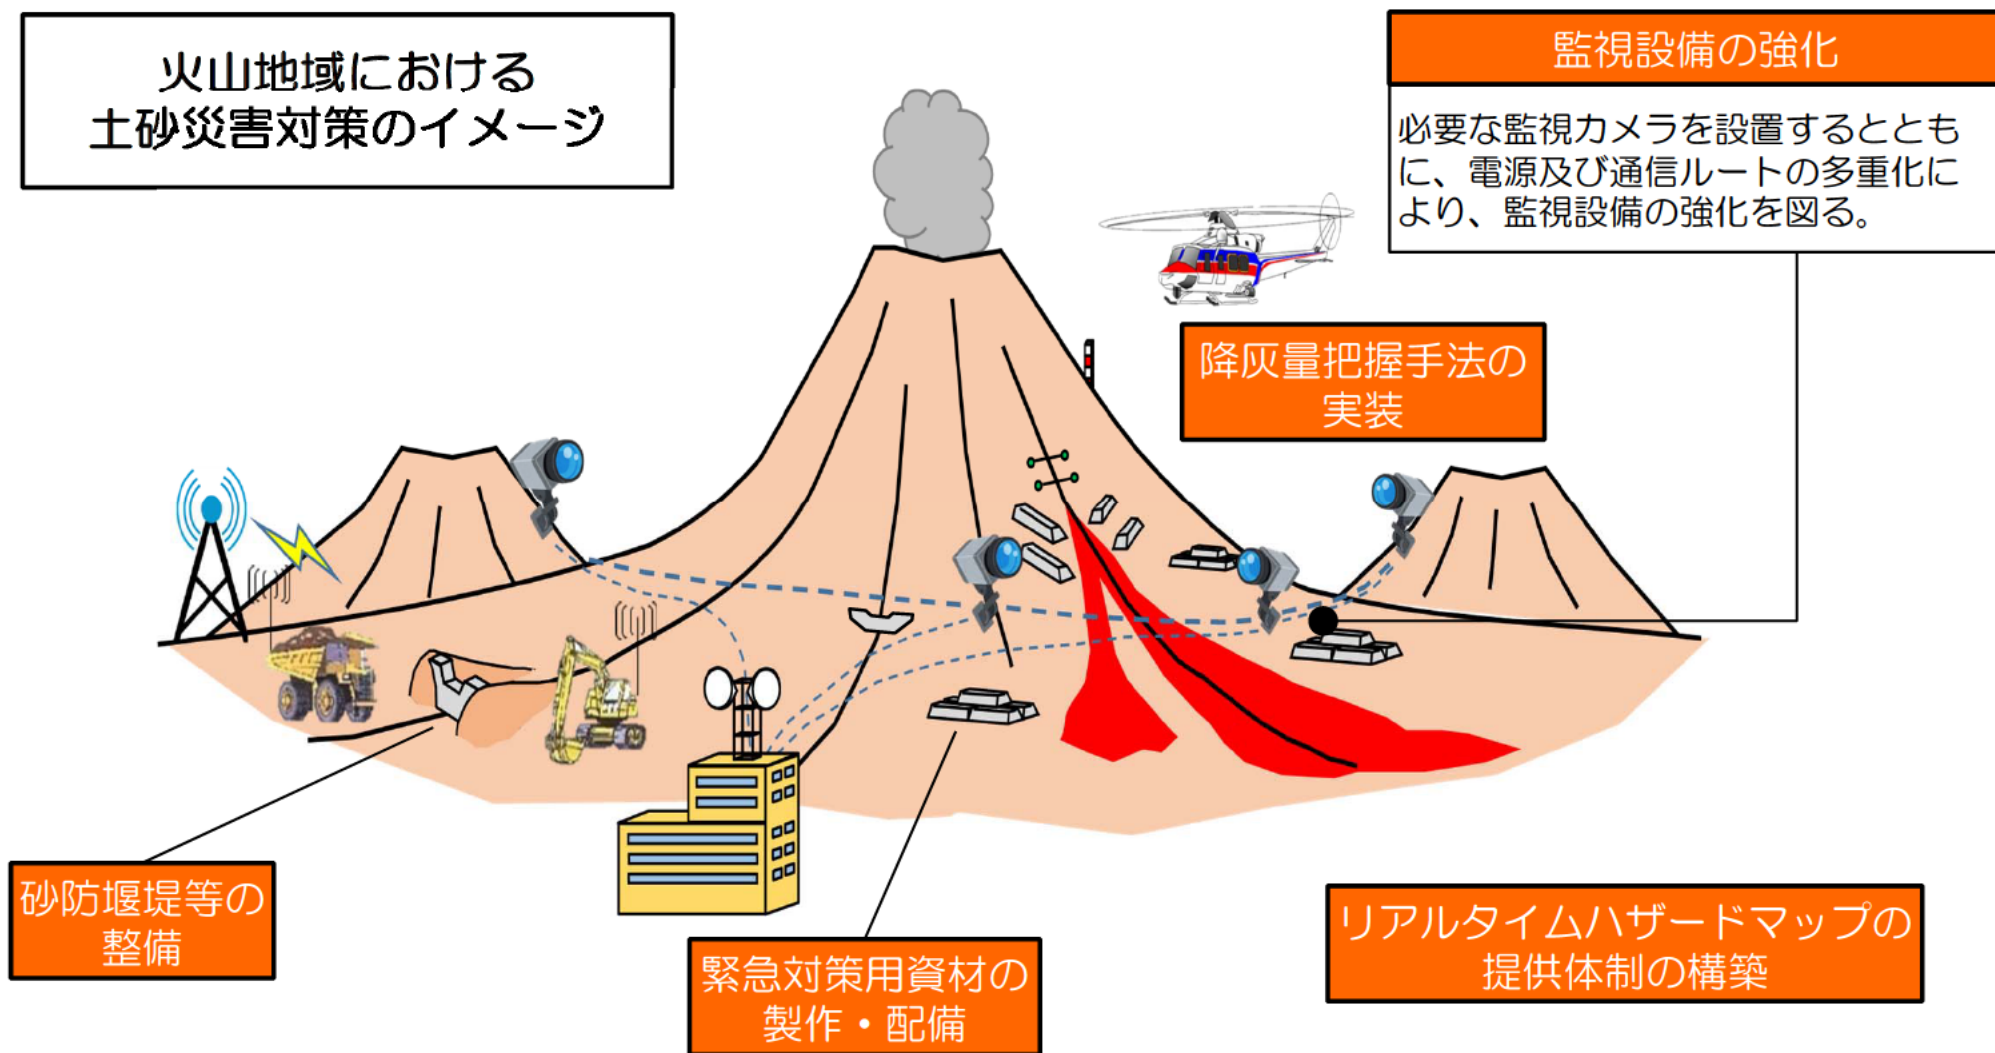 火山地域における
土砂災害対策のイメージ
監視設備の強化
必要な監視カメラを設置するととも
に、電源及び通信ルートの多重化に
より、監視設備の強化を図る。
降灰量把握手法の
実装
砂防堰堤等の
整備
緊急対策用資材の
製作・配備
リアルタイムハザードマップの
提供体制の構築